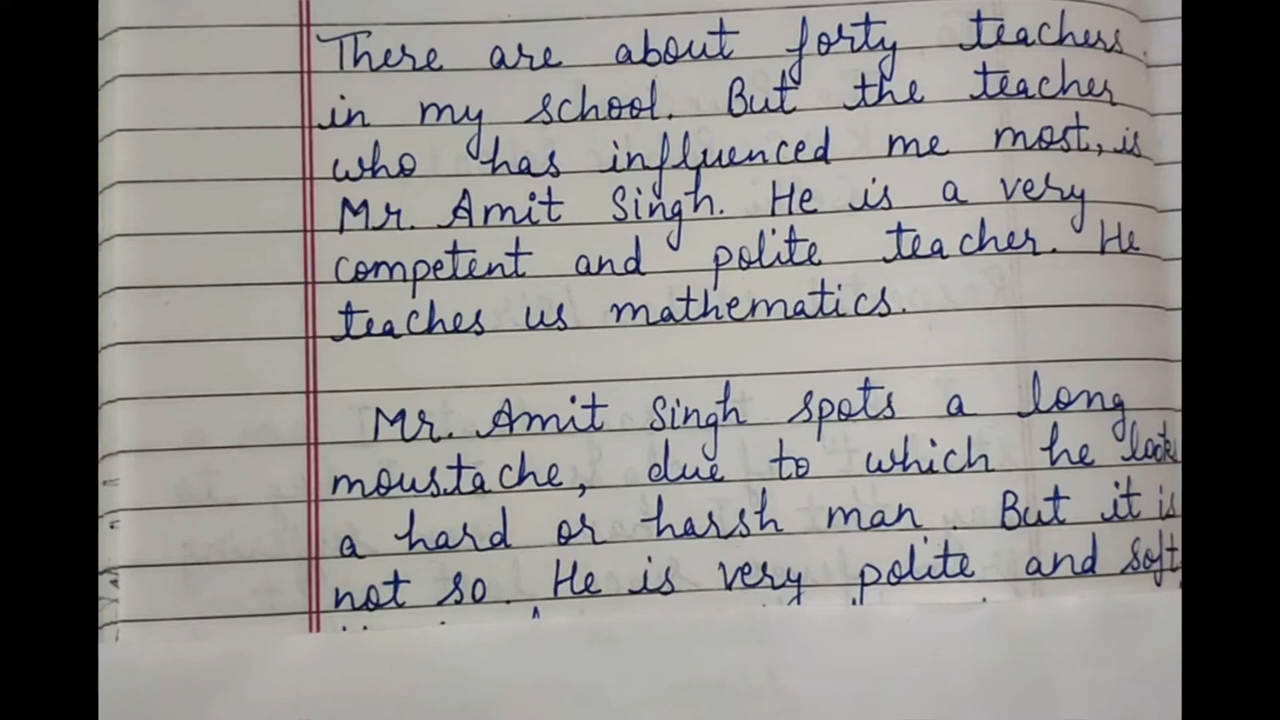 There are about forty teachers.
in my school. But the teacher
who has influenced me most, is
Mr. Amit Singh. He is a very
competent and polite teacher. He
teaches us mathematics.
Mr. Amit Singh spots a long
moustache, due to which he looks
a hard or harsh man. But it is
not so. He is very polite and soft